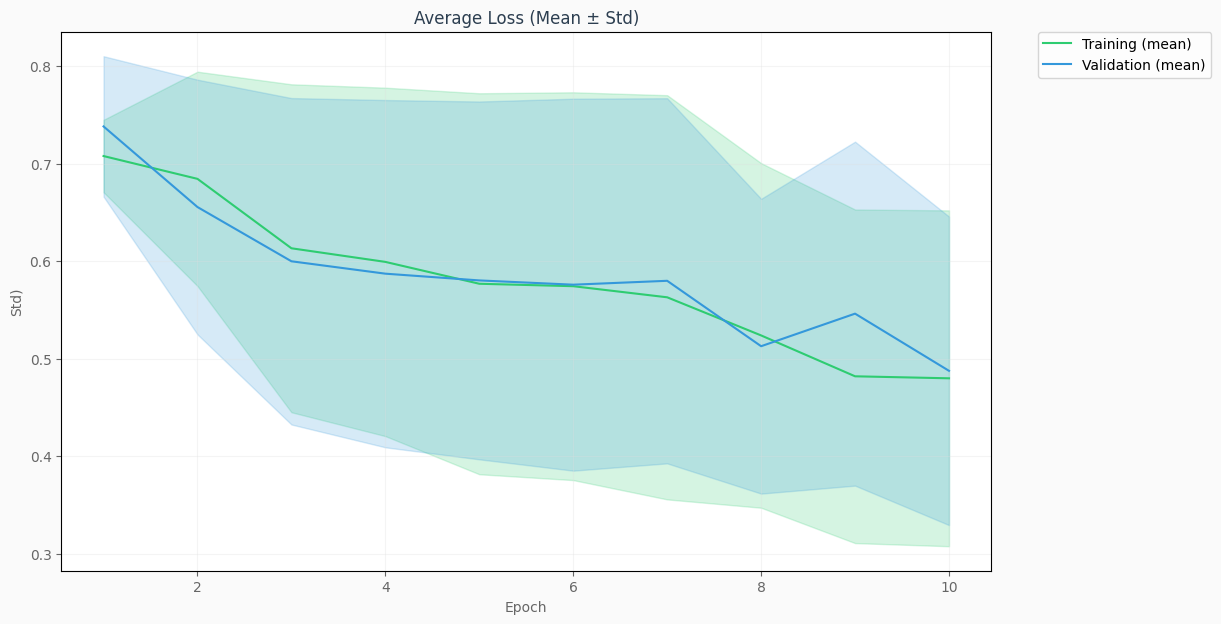 Average Loss (Mean ± Std)
Training (mean)
Validation (mean)
0.8
0.7
0.6
0.5
0.4
0.3
Std)
2 4 6 8 10
Epoch